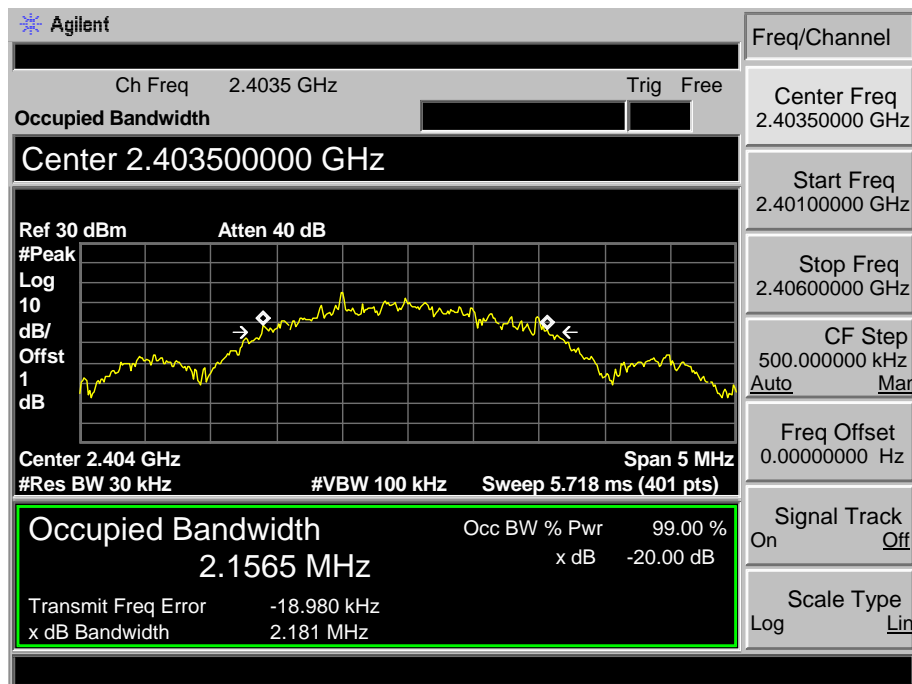 Agilent
Freq/Channel
Ch Freq 2.4035 GHz Trig Free
Occupied Bandwidth
Center 2.403500000 GHz
Ref 30 dBm Atten 40 dB
#Peak
Log
10
dB/
Offst
1
dB
Center 2.404 GHz Span 5 MHz
#Res BW 30 kHz #VBW 100 kHz Sweep 5.718 ms (401 pts)
Occupied Bandwidth
2.1565 MHz
Occ BW % Pwr 99.00 %
x dB -20.00 dB
Transmit Freq Error -18.980 kHz
x dB Bandwidth 2.181 MHz
Center Freq
2.40350000 GHz
Start Freq
2.40100000 GHz
Stop Freq
2.40600000 GHz
CF Step
500.000000 kHz
Auto Man
Freq Offset
0.00000000 Hz
Signal Track
On Off
Scale Type
Log Lin